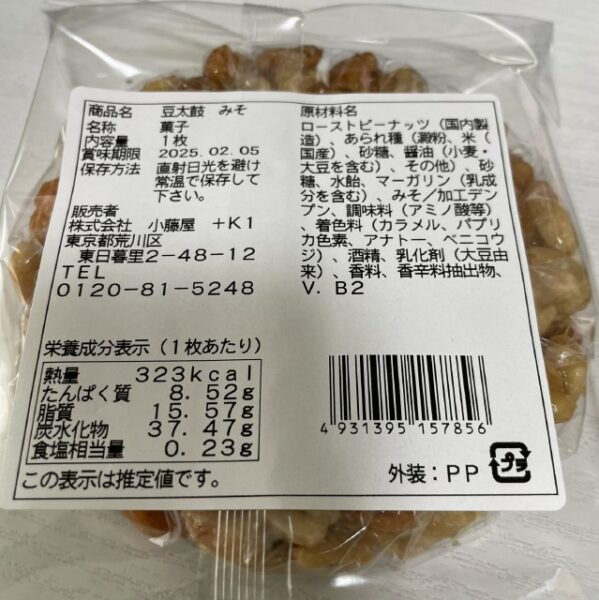 商品名 豆太鼓 みそ
名称 菓子
内容量 1枚
賞味期限 2025.02.05
保存方法 直射日光を避け
常温で保存して
下さい。
販売者
株式会社 小藤屋 +K1
東京都荒川区
東日暮里2-48-12
TEL
0120-81-5248
原材料名
ローストピーナッツ(国内製
造)、あられ種(澱粉、米(
国産)、砂糖、醤油(小麦・
大豆を含む)、その他)、砂
糖、水飴、マーガリン(乳成
分を含む)、みそ/加工デン
プン、調味料(アミノ酸等)
、着色料(カラメル、パプリ
カ色素、アナトー、ベニコウ
ジ)、酒精、乳化剤(大豆由
来)、香料、香辛料抽出物、
V.B2
栄養成分表示(1枚あたり)
熱量 323kcal
たんぱく質 8.52g
脂質 15.57g
炭水化物 37.47g
食塩相当量 0.23g
この表示は推定値です。
4931395 157856
外装:PP プラ